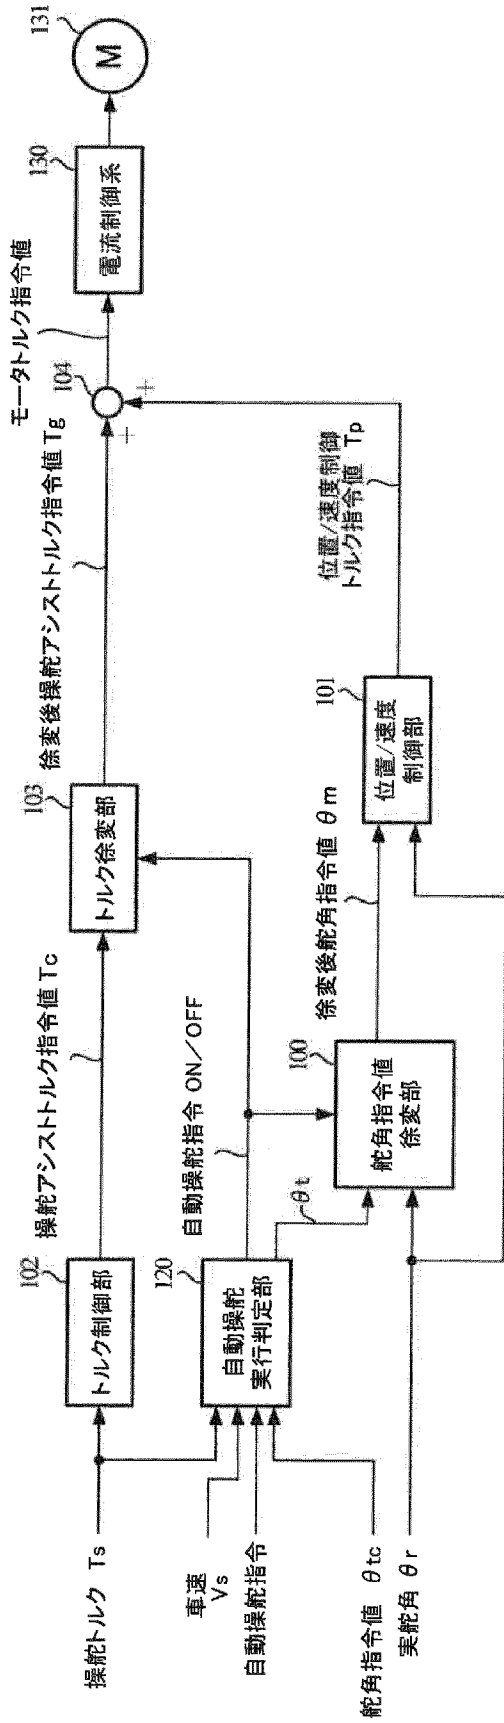 操舵トルク Ts
102
トルク制御部
操舵アシストトルク指令値 Tc
103
トルク徐変部
徐変後操舵アシストトルク指令値 Tg
104
+
+
モータトルク指令値
130
電流制御系
131
M
車速
Vs
自動操舵指令
舵角指令値 θtc
実舵角 θr
120
自動操舵
実行判定部
自動操舵指令 ON/OFF
θt
100
舵角指令値
徐変部
徐変後舵角指令値 θm
101
位置/速度
制御部
位置/速度制御
トルク指令値 Tp